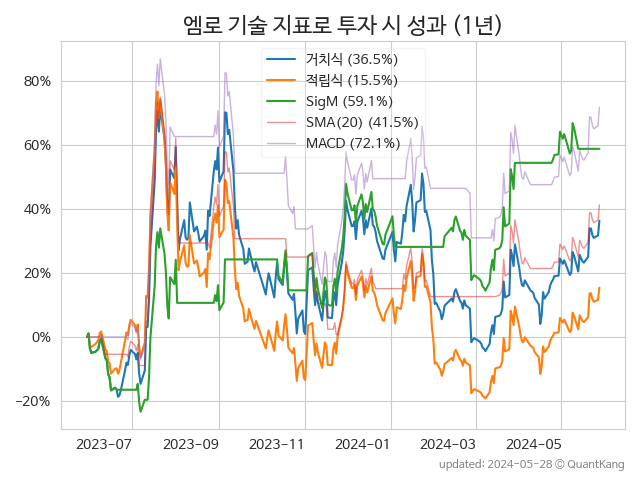 엠로 기술 지표로 투자 시 성과 (1년)
거치식 (36.5%)
적립식 (15.5%)
SigM (59.1%)
SMA(20) (41.5%)
MACD (72.1%)
80%
60%
40%
20%
0%
−20%
2023-07 2023-09 2023-11 2024-01 2024-03 2024-05
updated: 2024-05-28 © QuantKang